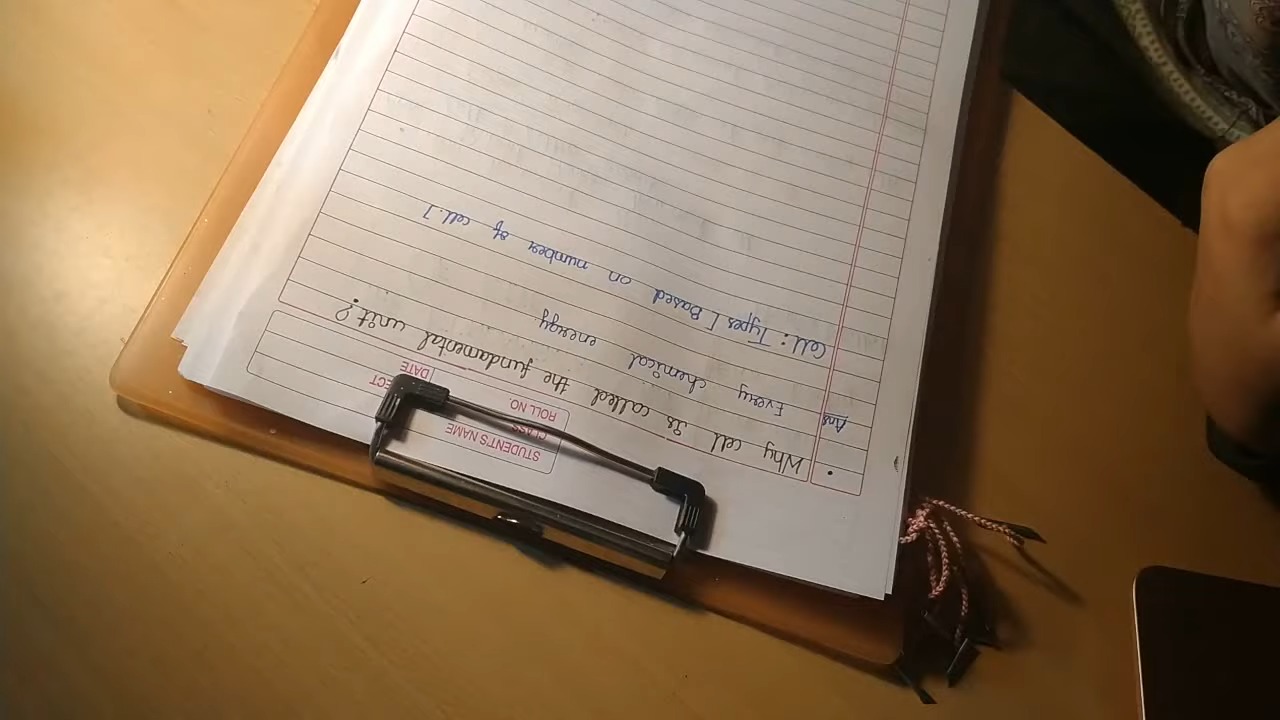 STUDENT'S NAME
CLASS
ROLL NO.
DATE
• Why cell is called the fundamental unit?
Ans Every chemical energy
Cell: Types [Based on number of cell.]